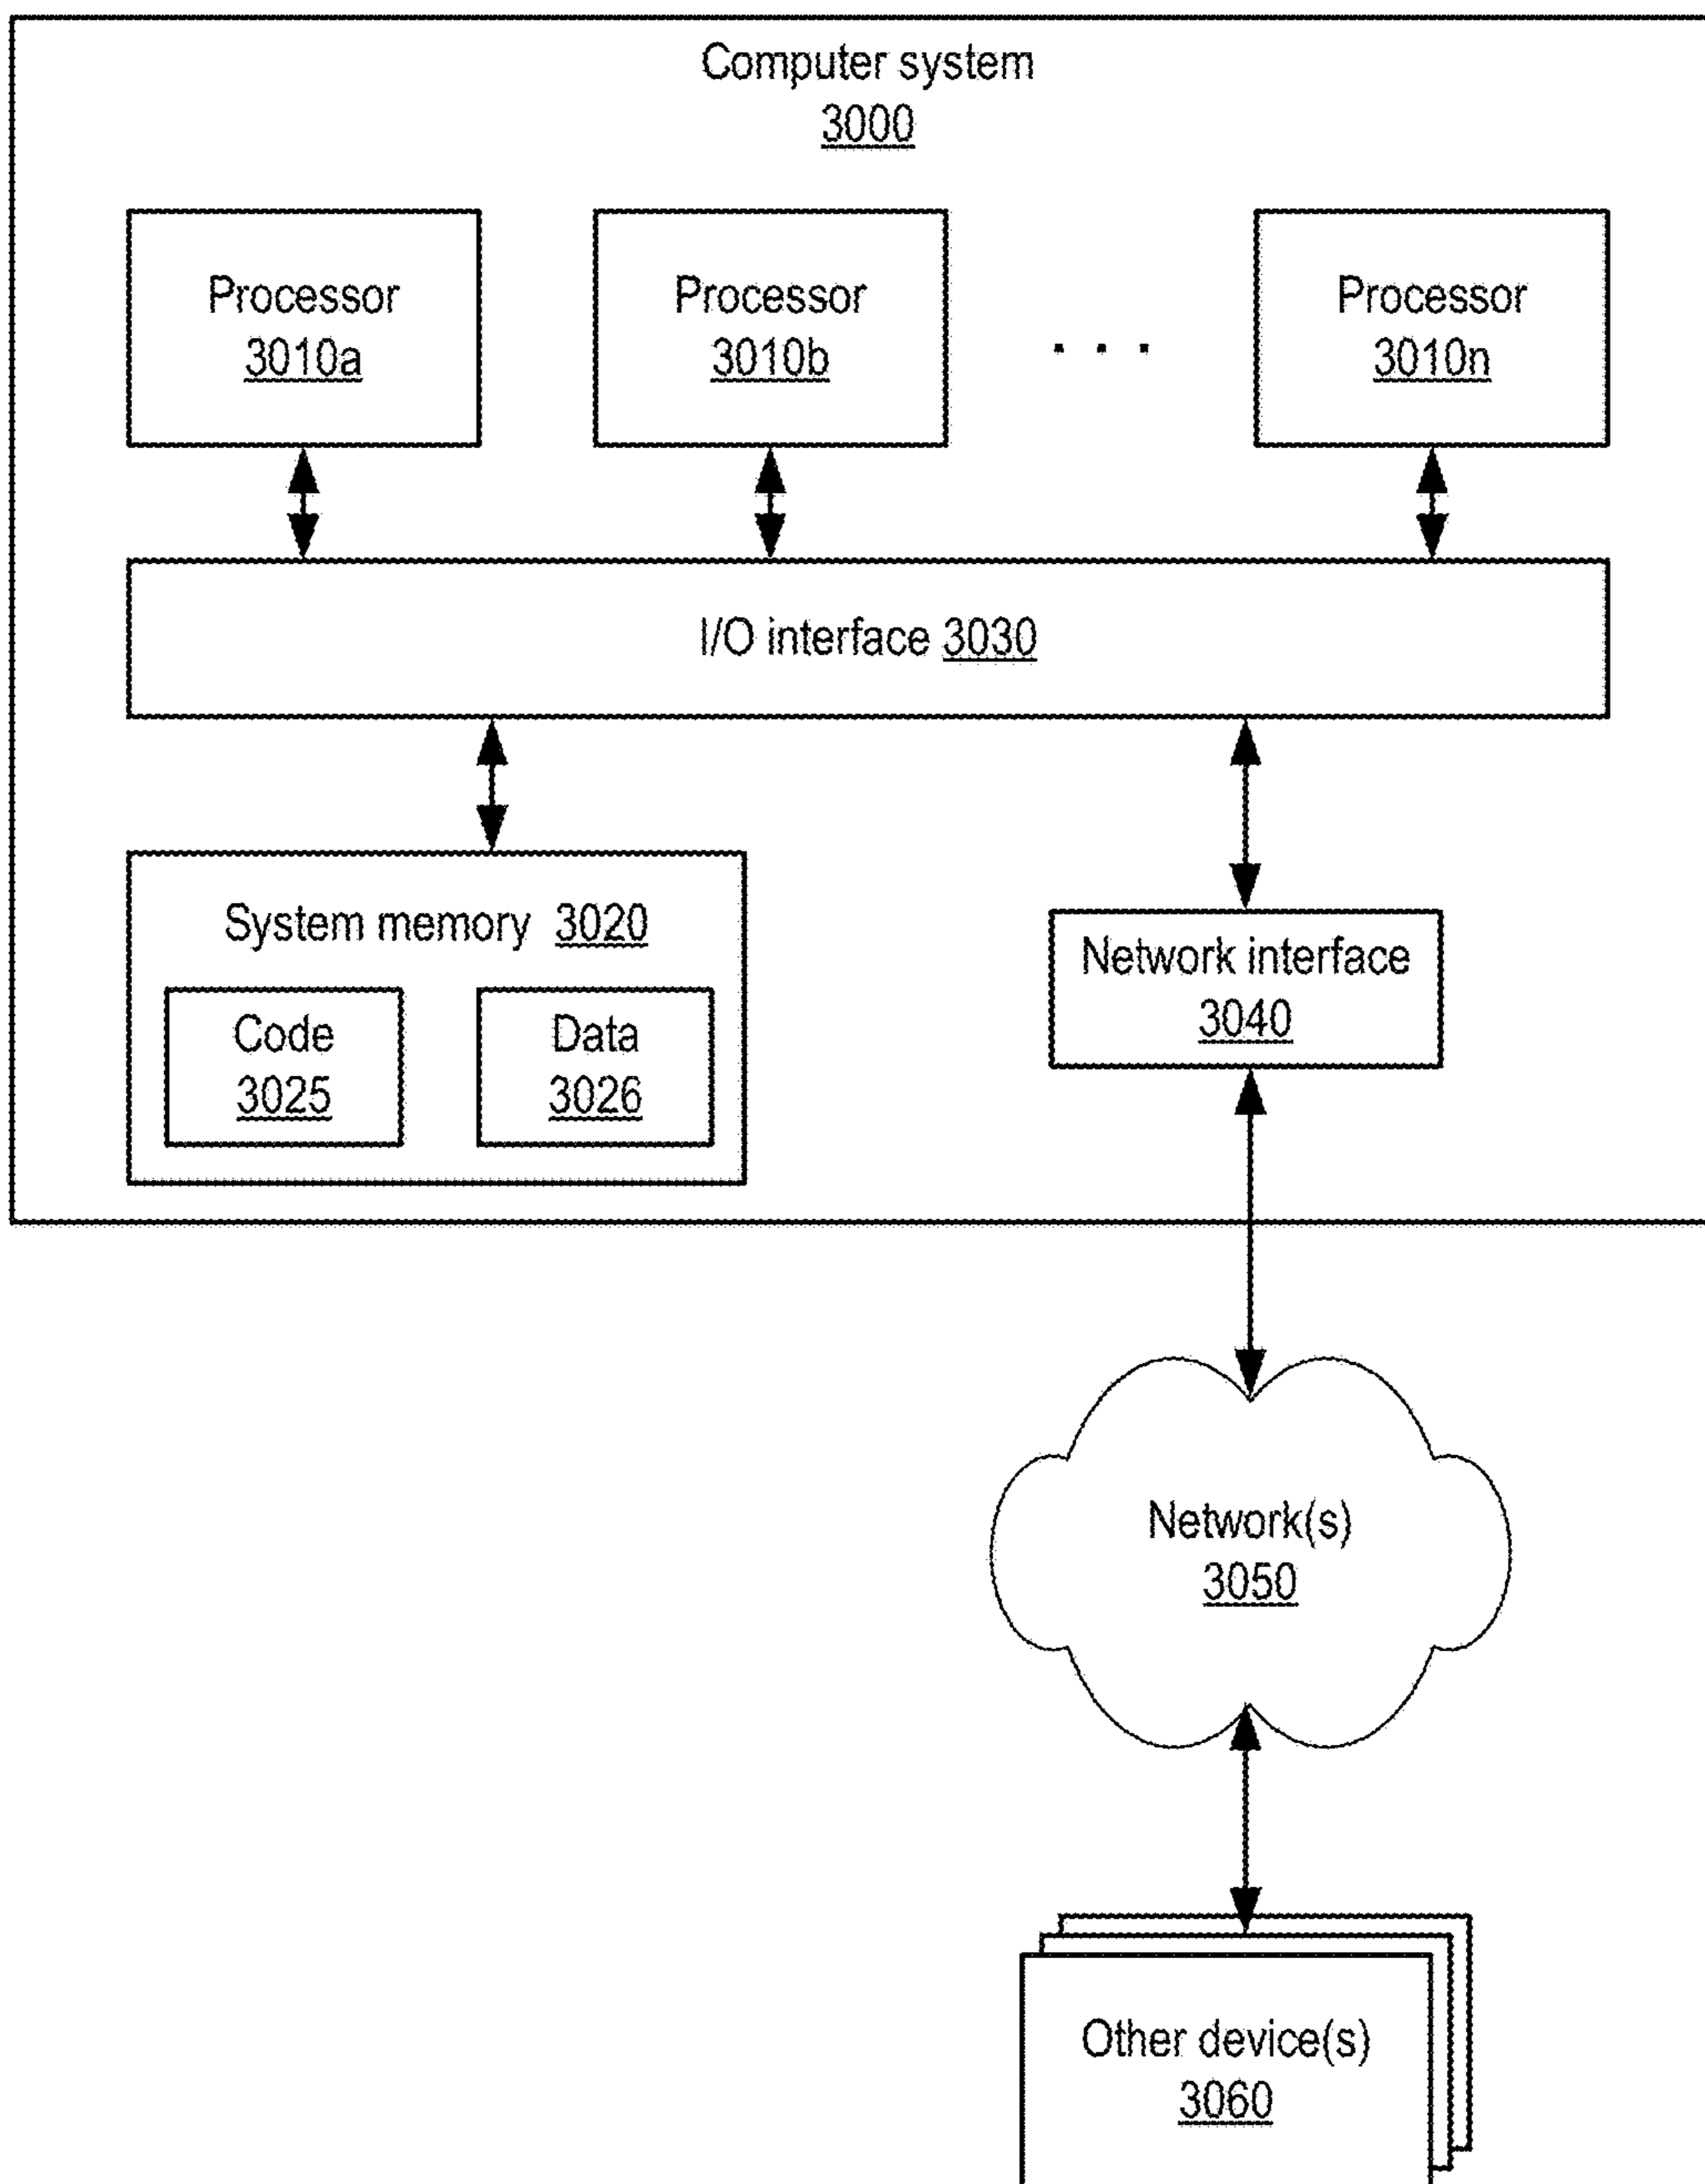 Computer system
3000
Processor
3010a
Processor
3010b
. . .
Processor
3010n
I/O interface 3030
System memory 3020
Code
3025
Data
3026
Network interface
3040
Network(s)
3050
Other device(s)
3060